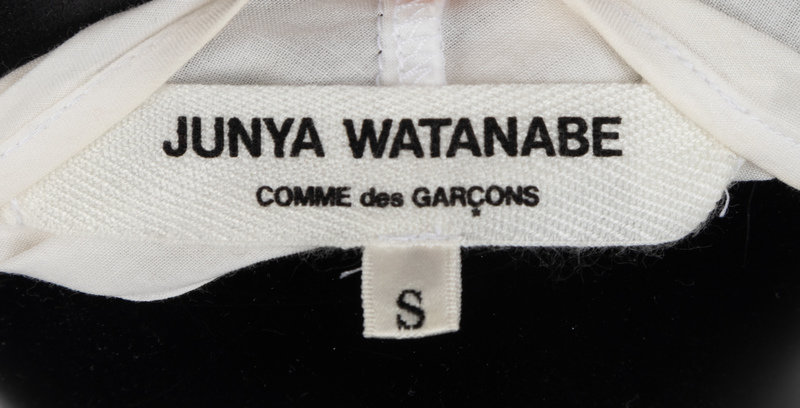 JUNYA WATANABE
COMME des GARÇONS
S